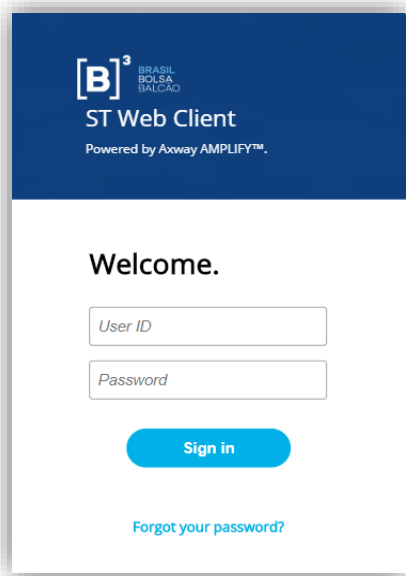 [B]³ BRASIL
BOLSA
BALCÃO
ST Web Client
Powered by Axway AMPLIFY™.
Welcome.
User ID
Password
Sign in
Forgot your password?